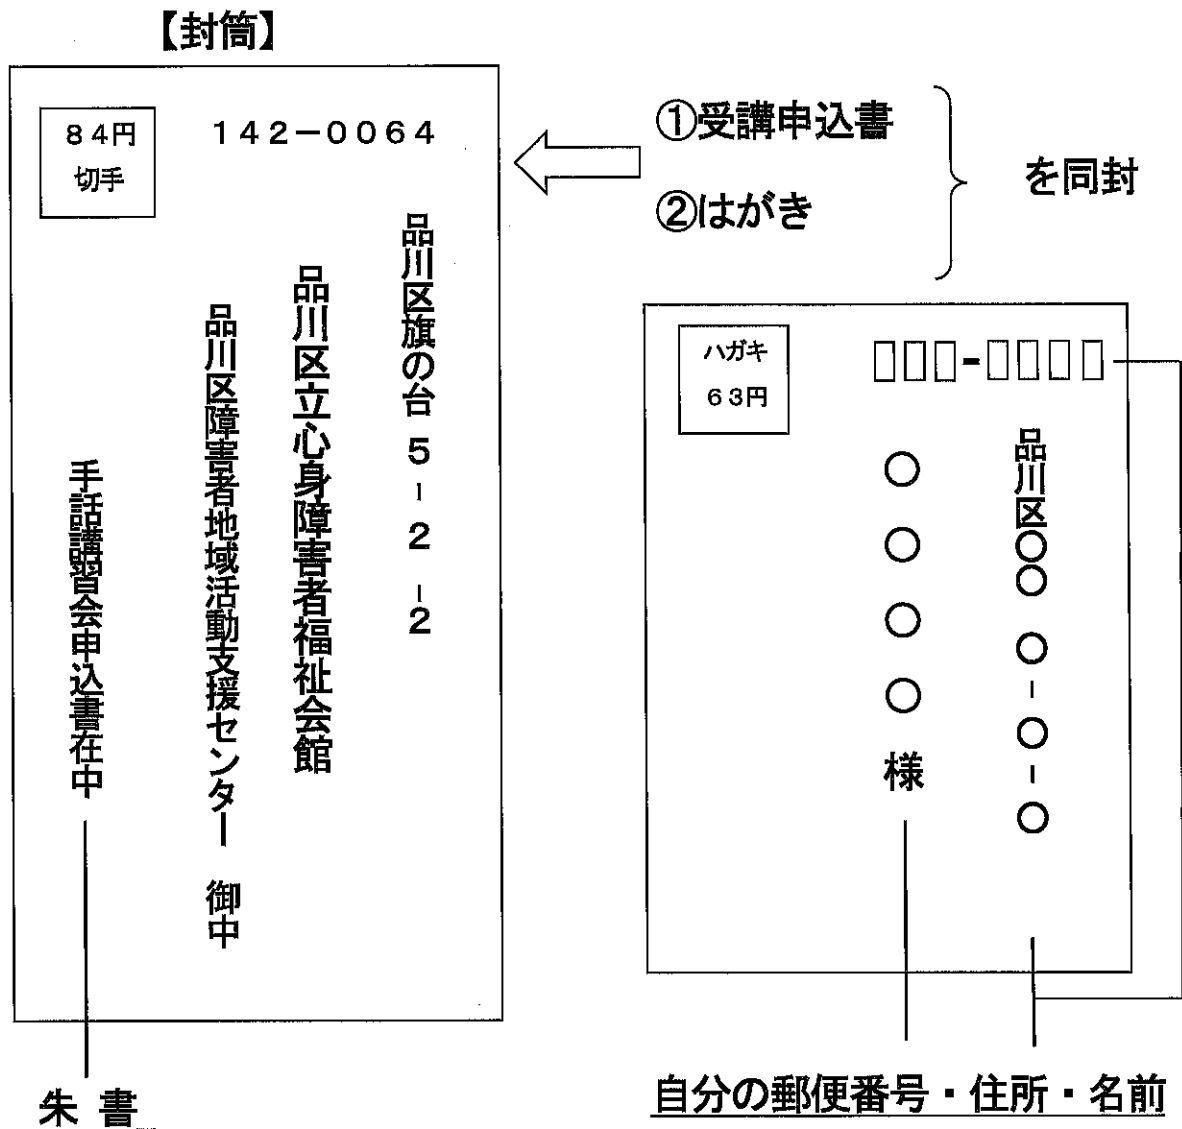 【封筒】
84円
切手
142-0064
品川区旗の台5-2-2
品川区立心身障害者福祉会館
品川区障害者地域活動支援センター 御中
手話講習会申込書在中
朱書
①受講申込書
②はがき
を同封
ハガキ
63円
□□□-□□□□
品川区○○ ○-○-○
○○○○様
自分の郵便番号・住所・名前